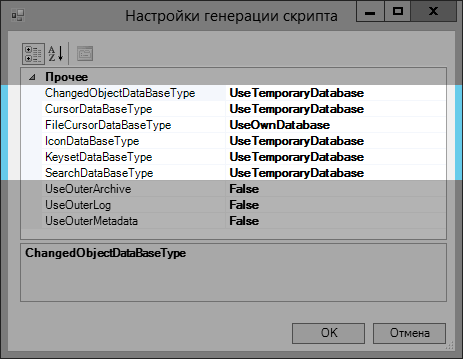 Настройки генерации скрипта
Прочее
ChangedObjectDataBaseType UseTemporaryDatabase
CursorDataBaseType UseTemporaryDatabase
FileCursorDataBaseType UseOwnDatabase
IconDataBaseType UseTemporaryDatabase
KeysetDataBaseType UseTemporaryDatabase
SearchDataBaseType UseTemporaryDatabase
UseOuterArchive False
UseOuterLog False
UseOuterMetadata False
ChangedObjectDataBaseType
OK Отмена